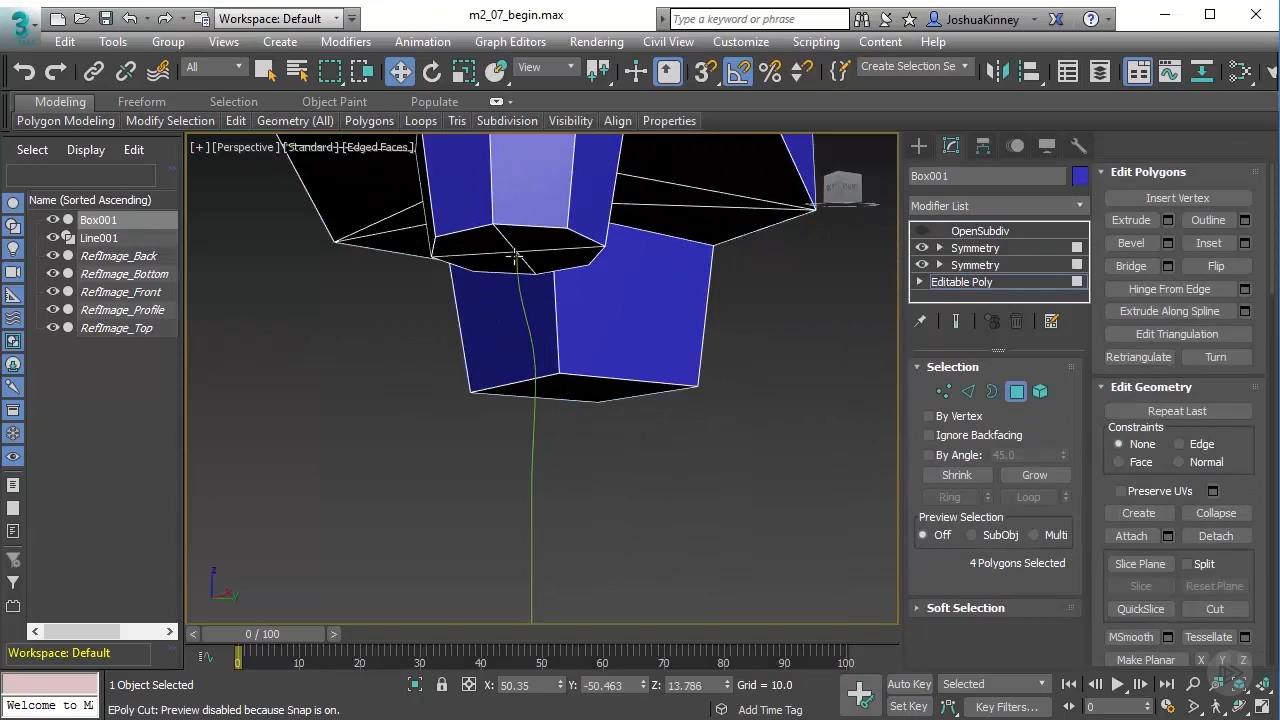 3
Workspace: Default
m2_07_begin.max
Type a keyword or phrase
JoshuaKinney
Edit Tools Group Views Create Modifiers Animation Graph Editors Rendering Civil View Customize Scripting Content Help
All
View
3
Create Selection Se
Modeling Freeform Selection Object Paint Populate
Polygon Modeling Modify Selection Edit Geometry (All) Polygons Loops Tris Subdivision Visibility Align Properties
Select Display Edit
Name (Sorted Ascending)
Box001
Line001
RefImage_Back
RefImage_Bottom
RefImage_Front
RefImage_Profile
RefImage_Top
Workspace: Default
[+] [Perspective] [Standard] [Edged Faces]
z
0 / 100
0 10 20 30 40 50 60 70 80 90 100
Box001
Modifier List
OpenSubdiv
Symmetry
Symmetry
Editable Poly
Selection
By Vertex
Ignore Backfacing
By Angle: 45.0
Shrink Grow
Ring Loop
Preview Selection
Off SubObj Multi
4 Polygons Selected
Soft Selection
Edit Polygons
Insert Vertex
Extrude Outline
Bevel Inset
Bridge Flip
Hinge From Edge
Extrude Along Spline
Edit Triangulation
Retriangulate Turn
Edit Geometry
Repeat Last
Constraints
None Edge
Face Normal
Preserve UVs
Create Collapse
Attach Detach
Slice Plane Split
Slice Reset Plane
QuickSlice Cut
MSmooth Tessellate
Make Planar X Y Z
1 Object Selected
X: 50.35 Y: -50.463 Z: 13.786 Grid = 10.0
Auto Key Selected
Welcome to M
EPoly Cut: Preview disabled because Snap is on.
Add Time Tag
Set Key Key Filters... 0